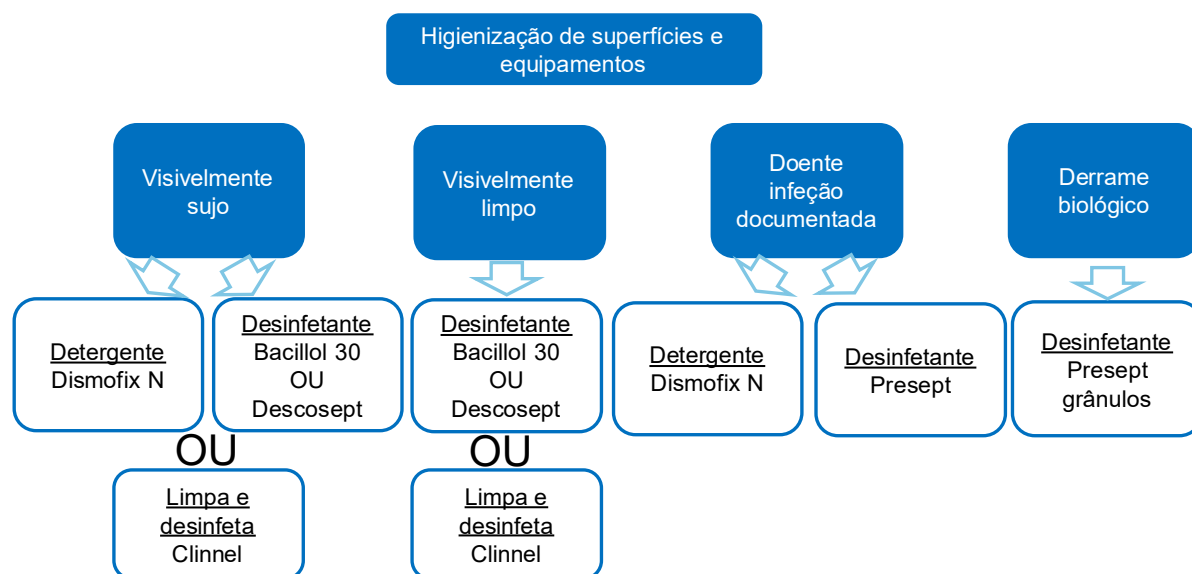 Higienização de superfícies e
equipamentos
Visivelmente
sujo
Visivelmente
limpo
Doente
infeção
documentada
Derrame
biológico
Detergente
Dismofix N
Desinfetante
Bacillol 30
OU
Descosept
Desinfetante
Bacillol 30
OU
Descosept
Detergente
Dismofix N
Desinfetante
Presept
Desinfetante
Presept
grânulos
OU
OU
Limpa e
desinfeta
Clinnel
Limpa e
desinfeta
Clinnel